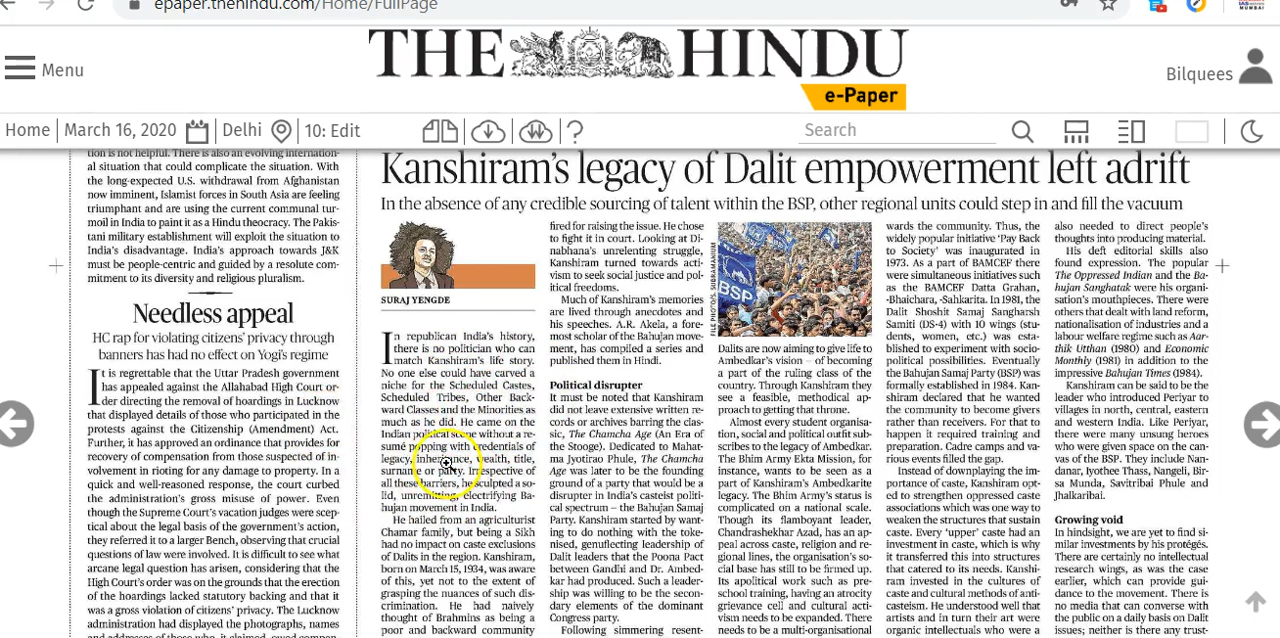 epaper.thehindu.com/Home/FullPage
Menu
THE HINDU
e-Paper
Bilquees
Home
March 16, 2020
Delhi
10: Edit
?
Search
tion is not helpful. There is also an evolving internation-
al situation that could complicate the situation. With
the long-expected U.S. withdrawal from Afghanistan
now imminent, Islamist forces in South Asia are feeling
triumphant and are using the current communal tur-
moil in India to paint it as a Hindu theocracy. The Pakis-
tani military establishment will exploit the situation to
India's disadvantage. India's approach towards J&K
must be people-centric and guided by a resolute com-
mitment to its diversity and religious pluralism.
Needless appeal
HC rap for violating citizens' privacy through
banners has had no effect on Yogi's regime
It is regrettable that the Uttar Pradesh government
has appealed against the Allahabad High Court or-
der directing the removal of hoardings in Lucknow
that displayed details of those who participated in the
protests against the Citizenship (Amendment) Act.
Further, it has approved an ordinance that provides for
recovery of compensation from those suspected of in-
volvement in rioting for any damage to property. In a
quick and well-reasoned response, the court curbed
the administration's gross misuse of power. Even
though the Supreme Court's vacation judges were scep-
tical about the legal basis of the government's action,
they referred it to a larger Bench, observing that crucial
questions of law were involved. It is difficult to see what
arcane legal question has arisen, considering that the
High Court's order was on the grounds that the erection
of the hoardings lacked statutory backing and that it
was a gross violation of citizens' privacy. The Lucknow
administration had displayed the photographs, names
Kanshiram's legacy of Dalit empowerment left adrift
In the absence of any credible sourcing of talent within the BSP, other regional units could step in and fill the vacuum
SURAJ YENGDE
In republican India's history,
there is no politician who can
match Kanshiram's life story.
No one else could have carved a
niche for the Scheduled Castes,
Scheduled Tribes, Other Back-
ward Classes and the Minorities as
much as he did. He came on the
Indian political scene without a re-
sumé popping with credentials of
legacy, inheritance, wealth, title,
surname or party. Irrespective of
all these barriers, he sculpted a so-
lid, unremitting, electrifying Ba-
hujan movement in India.
He hailed from an agriculturist
Chamar family, but being a Sikh
had no impact on caste exclusions
of Dalits in the region. Kanshiram,
born on March 15, 1934, was aware
of this, yet not to the extent of
grasping the nuances of such dis-
crimination. He had naively
thought of Brahmins as being a
poor and backward community
fired for raising the issue. He chose
to fight it in court. Looking at Di-
nabhana's unrelenting struggle,
Kanshiram turned towards acti-
vism to seek social justice and pol-
itical freedoms.
Much of Kanshiram's memories
are lived through anecdotes and
his speeches. A.R. Akela, a fore-
most scholar of the Bahujan move-
ment, has compiled a series and
published them in Hindi.
Political disrupter
It must be noted that Kanshiram
did not leave extensive written re-
cords or archives barring the clas-
sic, The Chamcha Age (An Era of
the Stooge). Dedicated to Mahat-
ma Jyotirao Phule, The Chamcha
Age was later to be the founding
ground of a party that would be a
disrupter in India's casteist politi-
cal spectrum – the Bahujan Samaj
Party. Kanshiram started by want-
ing to do nothing with the toke-
nised, genuflecting leadership of
Dalit leaders that the Poona Pact
between Gandhi and Dr. Ambed-
kar had produced. Such a leader-
ship was willing to be the secon-
dary elements of the dominant
Congress party.
Following simmering resent-
FILE PHOTO/S. SUBRAMANIUM
BSP
Dalits are now aiming to give life to
Ambedkar's vision – of becoming
a part of the ruling class of the
country. Through Kanshiram they
see a feasible, methodical ap-
proach to getting that throne.
Almost every student organisa-
tion, social and political outfit sub-
scribes to the legacy of Ambedkar.
The Bhim Arny Ekta Mission, for
instance, wants to be seen as a
part of Kanshiram's Ambedkarite
legacy. The Bhim Army's status is
complicated on a national scale.
Though its flamboyant leader,
Chandrashekhar Azad, has an ap-
peal across caste, religion and re-
gional lines, the organisation's so-
cial base has still to be firmed up.
Its apolitical work such as pre-
school training, having an atrocity
grievance cell and cultural acti-
vism needs to be expanded. There
needs to be a multi-organisational
wards the community. Thus, the
widely popular initiative 'Pay Back
to Society' was inaugurated in
1973. As a part of BAMCEF there
were simultaneous initiatives such
as the BAMCEF Datta Grahan,
-Bhaichara, -Sahkarita. In 1981, the
Dalit Shoshit Samaj Sangharsh
Samiti (DS-4) with 10 wings (stu-
dents, women, etc.) was estab-
lished to experiment with socio-
political possibilities. Eventually
the Bahujan Samaj Party (BSP) was
formally established in 1984. Kan-
shiram declared that he wanted
the community to become givers
rather than receivers. For that to
happen it required training and
preparation. Cadre camps and va-
rious events filled the gap.
Instead of downplaying the im-
portance of caste, Kanshiram opt-
ed to strengthen oppressed caste
associations which was one way to
weaken the structures that sustain
caste. Every 'upper' caste had an
investment in caste, which is why
it transferred this into structures
that catered to its needs. Kanshi-
ram invested in the cultures of
caste and cultural methods of anti-
casteism. He understood well that
artists and in turn their art were
organic intellectuals who were a
also needed to direct people's
thoughts into producing material.
His deft editorial skills also
found expression. The popular
The Oppressed Indian and the Ba-
hujan Sanghatak were his organi-
sation's mouthpieces. There were
others that dealt with land reform,
nationalisation of industries and a
labour welfare regime such as Aar-
thik Utthan (1980) and Economic
Monthly (1981) in addition to the
impressive Bahujan Times (1984).
Kanshiram can be said to be the
leader who introduced Periyar to
villages in north, central, eastern
and western India. Like Periyar,
there were many unsung heroes
who were given space on the can-
vas of the BSP. They include Nan-
danar, Iyothee Thass, Nangeli, Bir-
sa Munda, Savitribai Phule and
Jhalkaribai.
Growing void
In hindsight, we are yet to find si-
milar investments by his protégés.
There are certainly no intellectual
research wings, as was the case
earlier, which can provide gui-
dance to the movement. There is
no media that can converse with
the public on a daily basis on Dalit
issues; neither is there any trust-